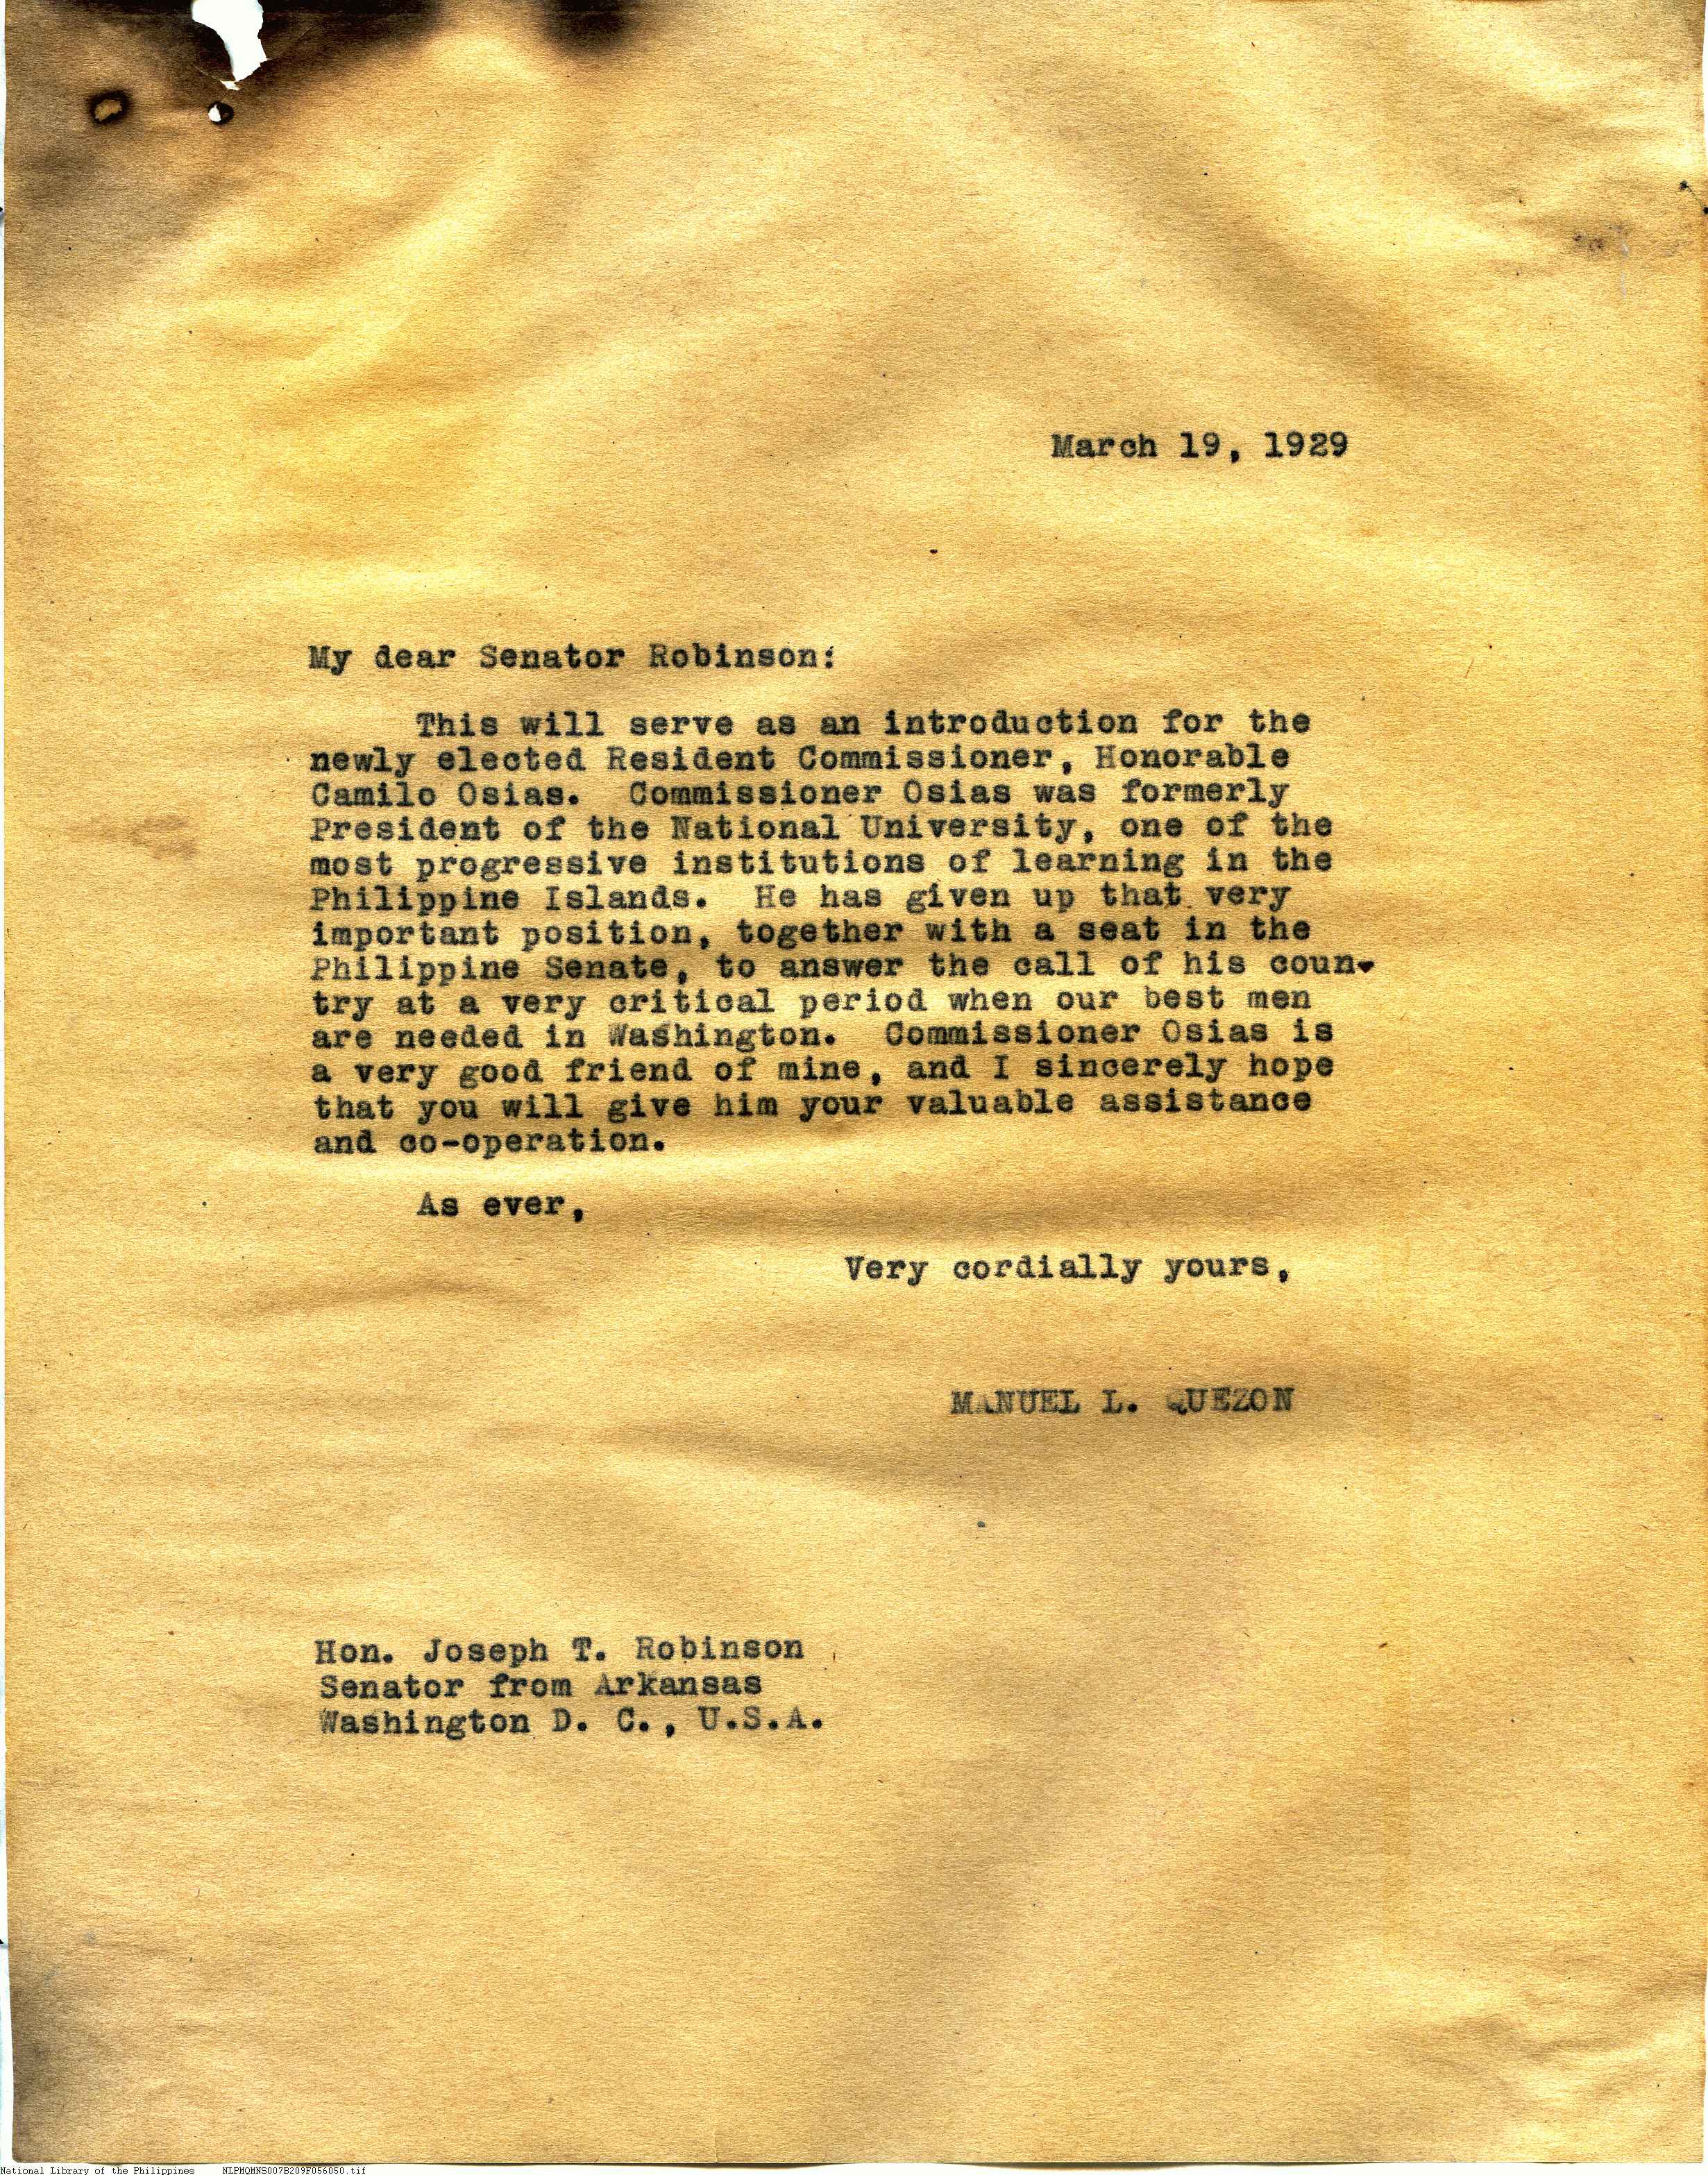 March 19, 1929
My dear Senator Robinson:
This will serve as an introduction for the
newly elected Resident Commissioner, Honorable
Camilo Osias. Commissioner Osias was formerly
President of the National University, one of the
most progressive institutions of learning in the
Philippine Islands. He has given up that very
important position, together with a seat in the
Philippine Senate, to answer the call of his coun-
try at a very critical period when our best men
are needed in Washington. Commissioner Osias is
a very good friend of mine, and I sincerely hope
that you will give him your valuable assistance
and co-operation.
As ever,
Very cordially yours,
MANUEL L. QUEZON
Hon. Joseph T. Robinson
Senator from Arkansas
Washington D. C., U.S.A.
National Library of the Philippines NLPMQMNS007B209F056050.tif